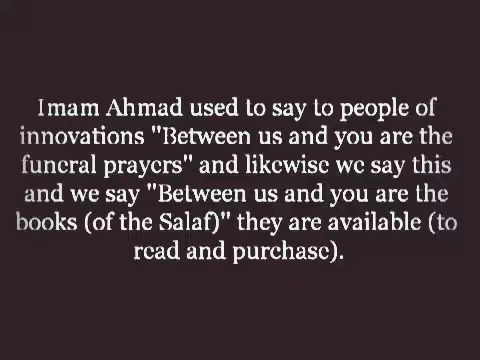 Imam Ahmad used to say to people of
innovations "Between us and you are the
funeral prayers" and likewise we say this
and we say "Between us and you are the
books (of the Salaf)" they are available (to
read and purchase).